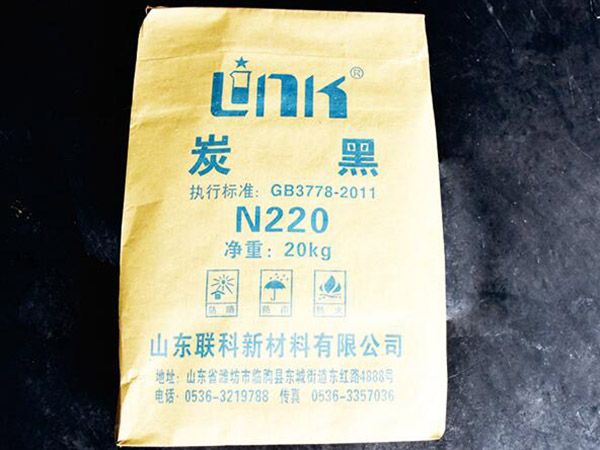 LINK®
炭 黑
执行标准: GB3778-2011
N220
净重: 20kg
防晒 防雨 防火
山东联科新材料有限公司
地址: 山东省潍坊市临朐县东城街道东红路4888号
电话·0536-3219788 传真 0536-3357036